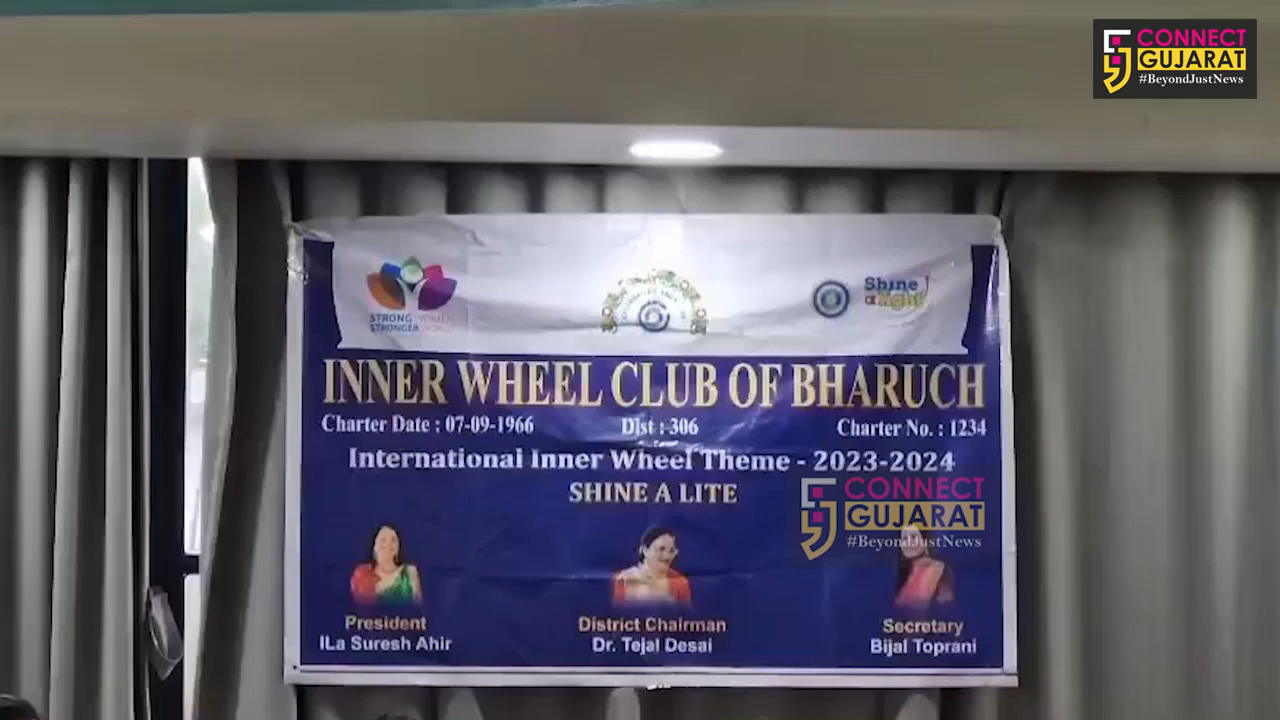 CONNECT
GUJARAT
#BeyondJustNews
STRONG WOMEN
STRONGER WORLD
Shine
a light
INNER WHEEL CLUB OF BHARUCH
Charter Date : 07-09-1966 Dist : 306 Charter No. : 1234
International Inner Wheel Theme - 2023-2024
SHINE A LITE
CONNECT
GUJARAT
#BeyondJustNews
President District Chairman Secretary
ILa Suresh Ahir Dr. Tejal Desai Bijal Toprani